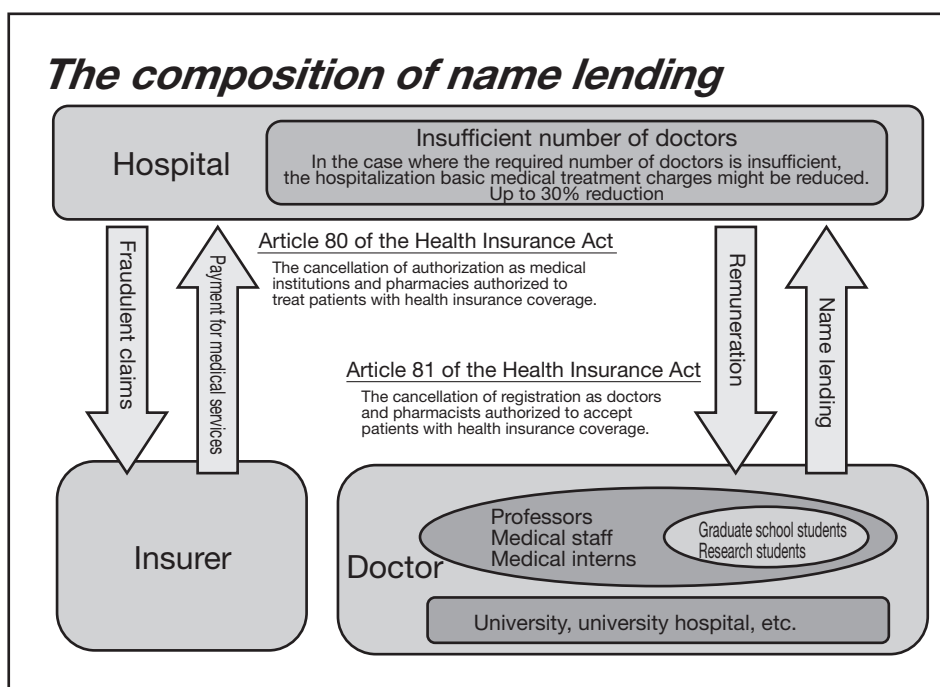 The composition of name lending
Hospital
Insufficient number of doctors
In the case where the required number of doctors is insufficient,
the hospitalization basic medical treatment charges might be reduced.
Up to 30% reduction
Fraudulent claims
Payment for medical services
Article 80 of the Health Insurance Act
The cancellation of authorization as medical
institutions and pharmacies authorized to
treat patients with health insurance coverage.
Remuneration
Name lending
Article 81 of the Health Insurance Act
The cancellation of registration as doctors
and pharmacists authorized to accept
patients with health insurance coverage.
Insurer
Doctor
Professors
Medical staff
Medical interns
Graduate school students
Research students
University, university hospital, etc.